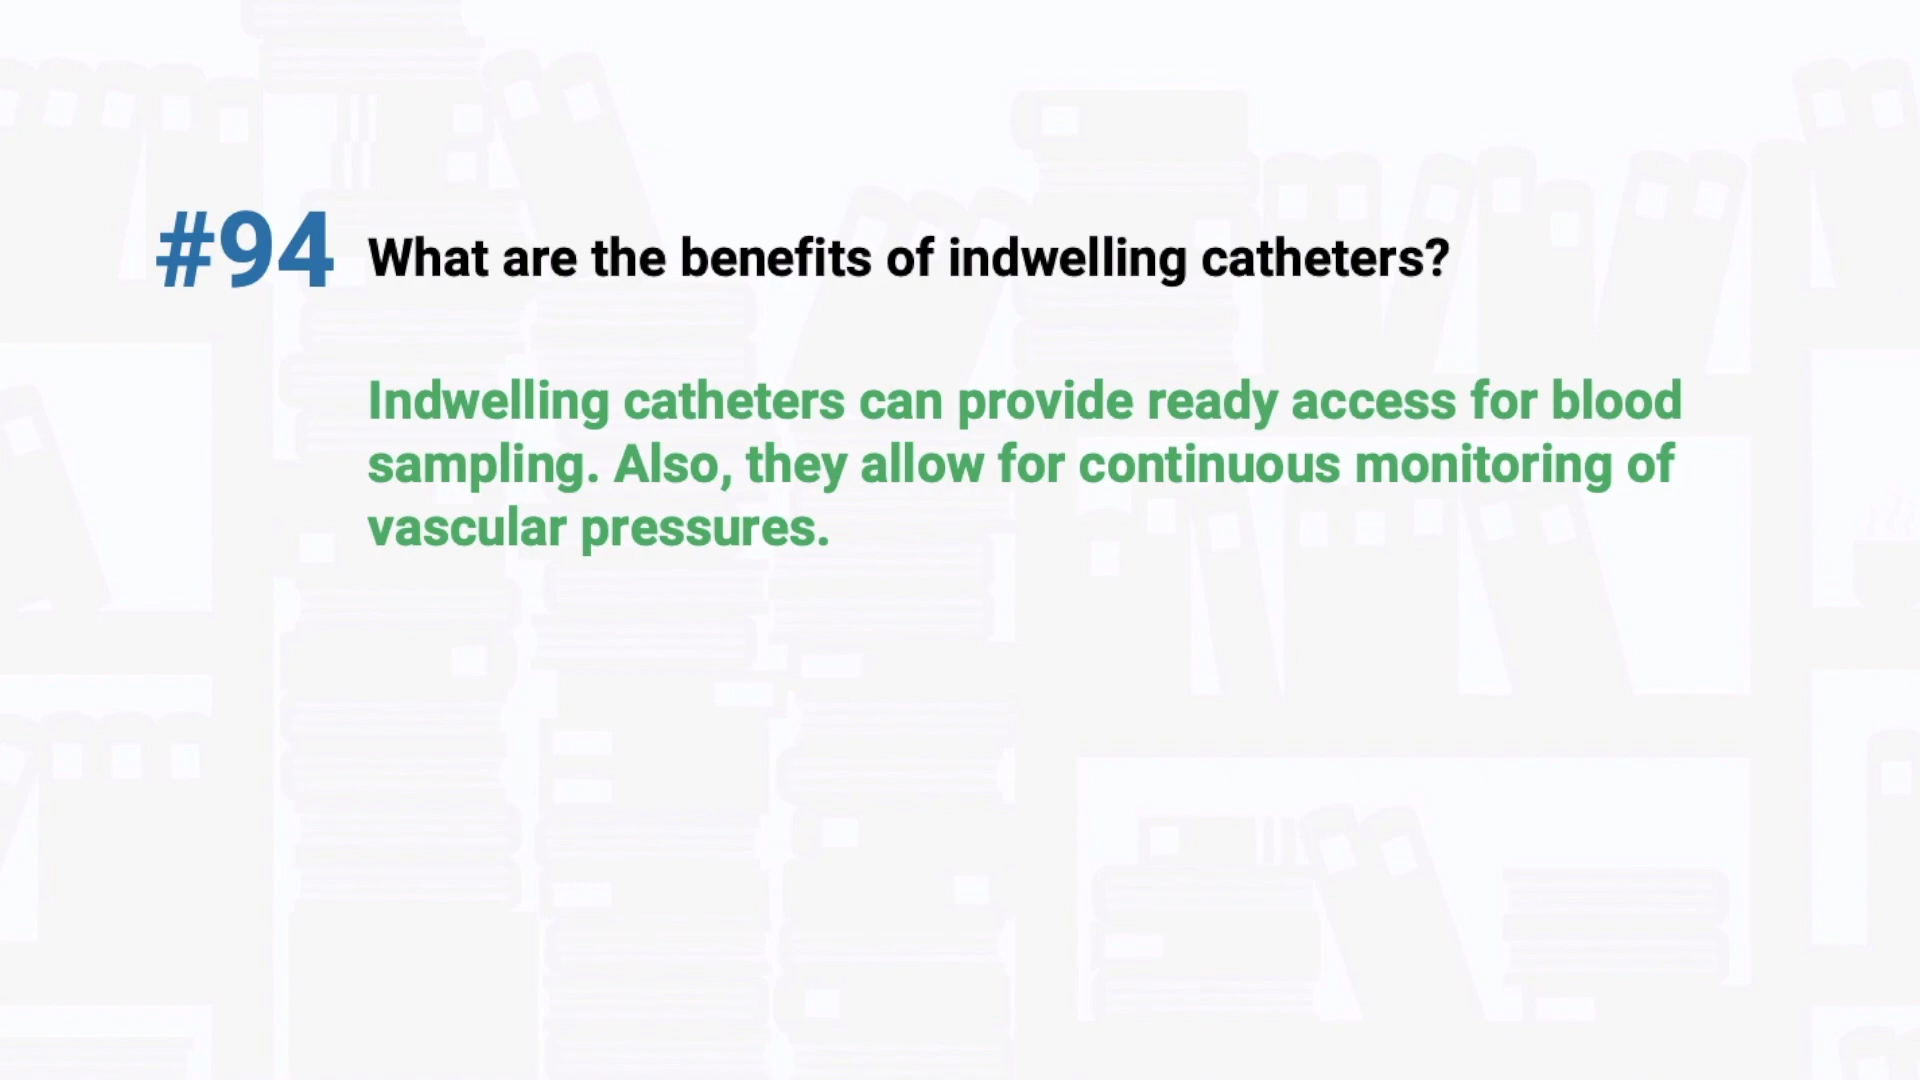 #94 What are the benefits of indwelling catheters?
Indwelling catheters can provide ready access for blood
sampling. Also, they allow for continuous monitoring of
vascular pressures.